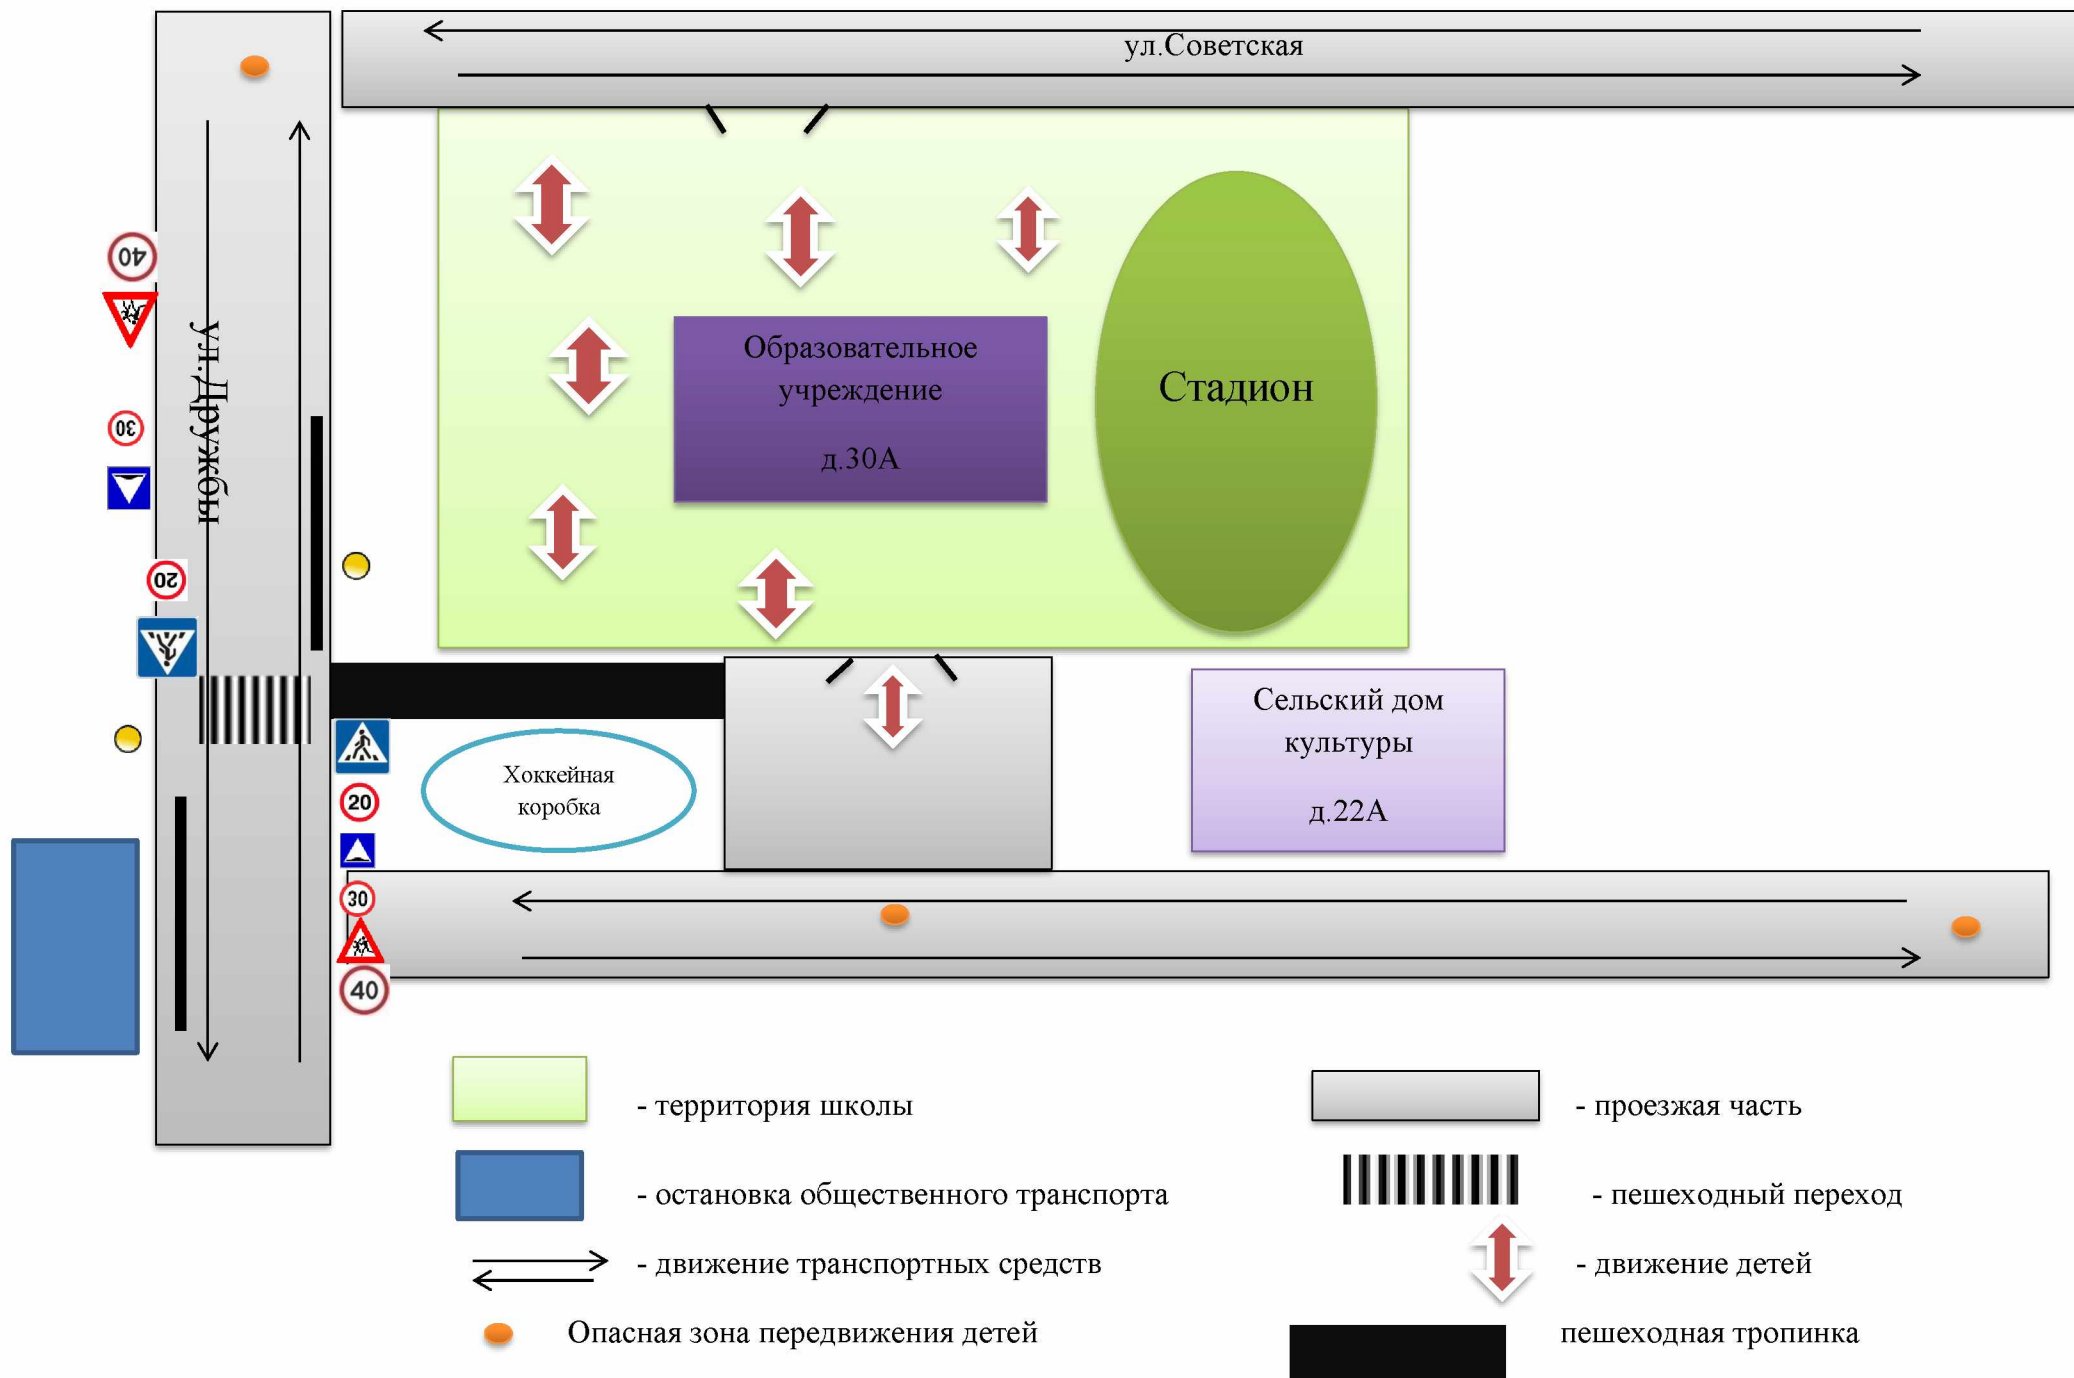 ул.Советская
40
30
20
ул.Дружбы
Образовательное
учреждение
д.30А
Стадион
Сельский дом
культуры
д.22А
Хоккейная
коробка
20
30
40
- территория школы
- проезжая часть
- остановка общественного транспорта
- пешеходный переход
- движение транспортных средств
- движение детей
Опасная зона передвижения детей
пешеходная тропинка